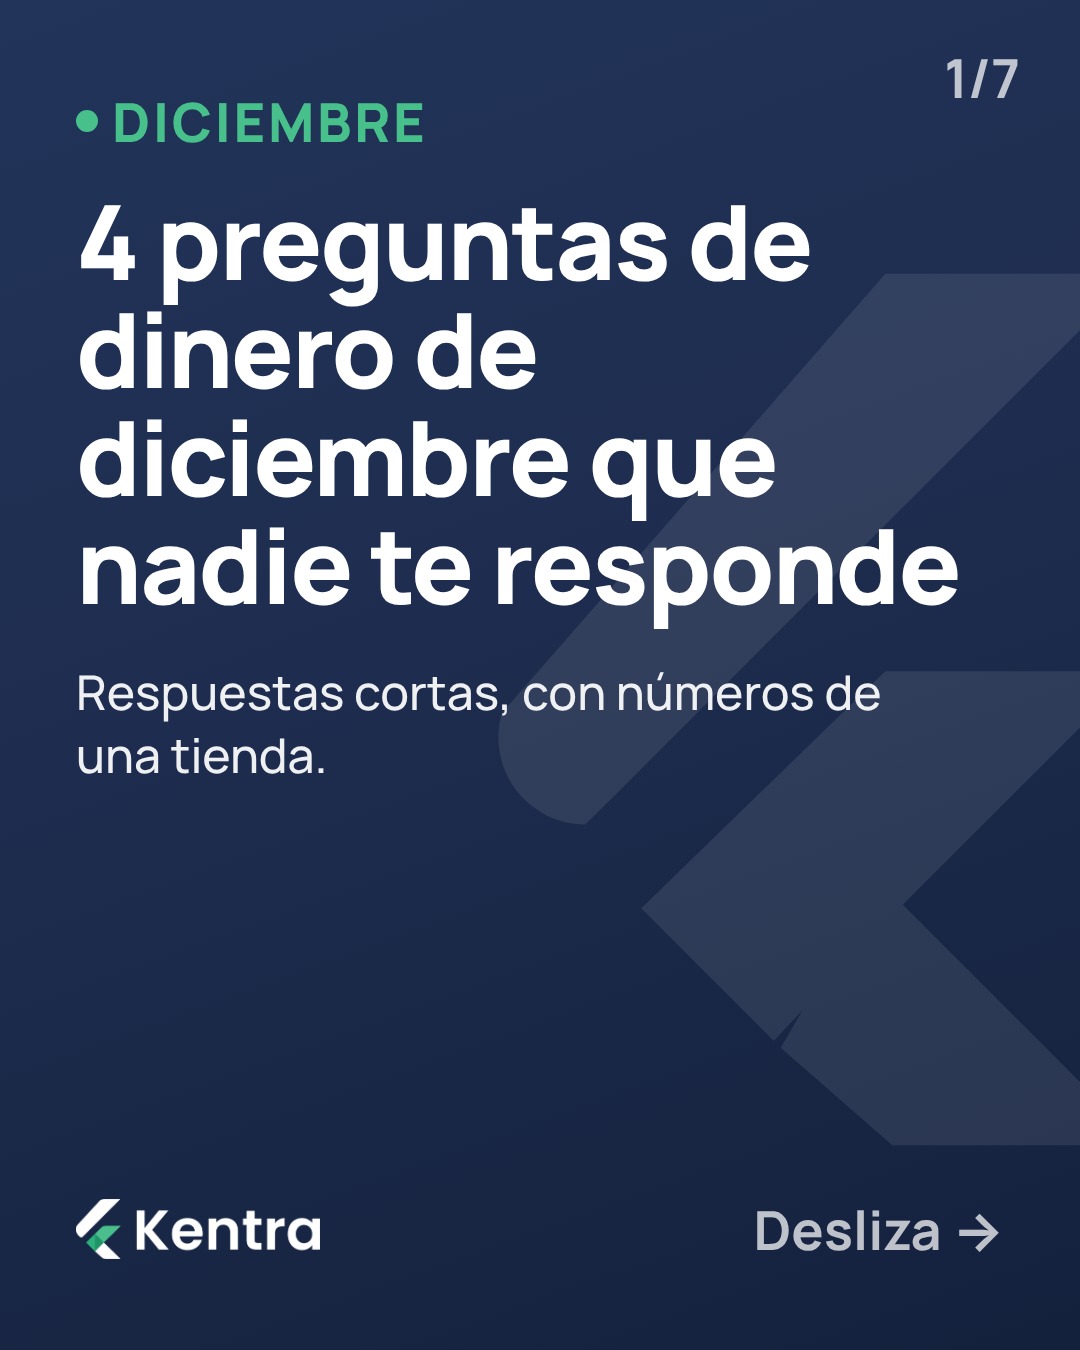 1/7
DICIEMBRE
4 preguntas de
dinero de
diciembre que
nadie te responde
Respuestas cortas, con números de
una tienda.
Kentra
Desliza →